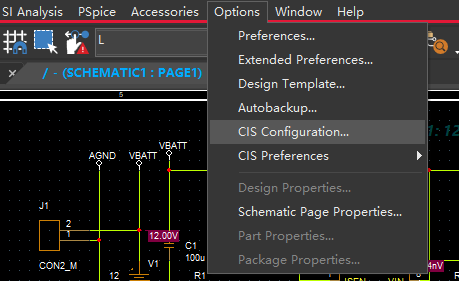 SI Analysis PSpice Accessories Options Window Help
L
/ - (SCHEMATIC1 : PAGE1)
Preferences...
Extended Preferences...
Design Template...
Autobackup...
CIS Configuration...
CIS Preferences
Design Properties...
Schematic Page Properties...
Part Properties...
Package Properties...
5
1: 12
VBATT
AGND VBATT
J1
2
1
12.00V
C1
100u
CON2_M
V1
12
R1
R1
ISEN VIN
4nV